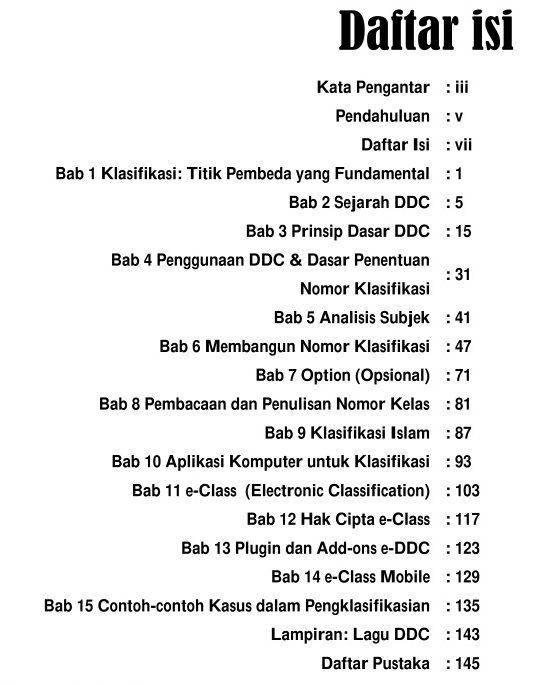 Daftar isi
Kata Pengantar : iii
Pendahuluan : v
Daftar Isi : vii
Bab 1 Klasifikasi: Titik Pembeda yang Fundamental : 1
Bab 2 Sejarah DDC : 5
Bab 3 Prinsip Dasar DDC : 15
Bab 4 Penggunaan DDC & Dasar Penentuan
Nomor Klasifikasi : 31
Bab 5 Analisis Subjek : 41
Bab 6 Membangun Nomor Klasifikasi : 47
Bab 7 Option (Opsional) : 71
Bab 8 Pembacaan dan Penulisan Nomor Kelas : 81
Bab 9 Klasifikasi Islam : 87
Bab 10 Aplikasi Komputer untuk Klasifikasi : 93
Bab 11 e-Class (Electronic Classification) : 103
Bab 12 Hak Cipta e-Class : 117
Bab 13 Plugin dan Add-ons e-DDC : 123
Bab 14 e-Class Mobile : 129
Bab 15 Contoh-contoh Kasus dalam Pengklasifikasian : 135
Lampiran: Lagu DDC : 143
Daftar Pustaka : 145